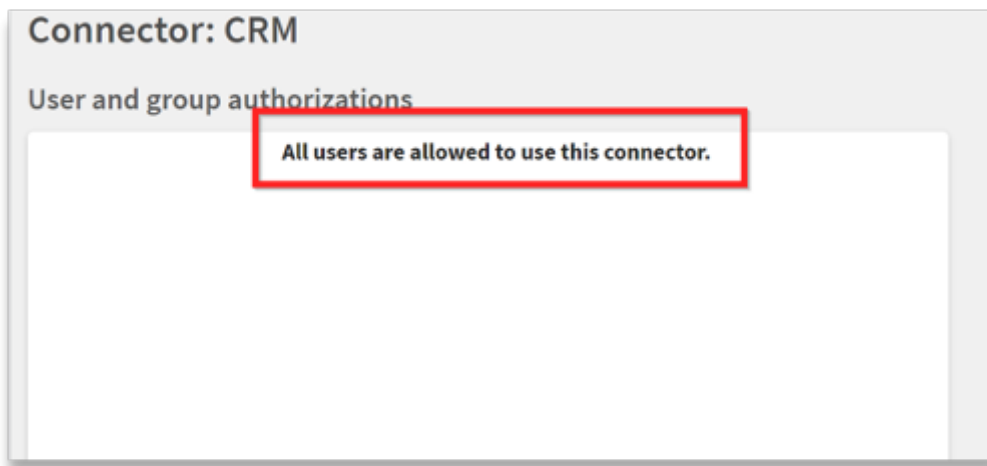 Connector: CRM
User and group authorizations
All users are allowed to use this connector.